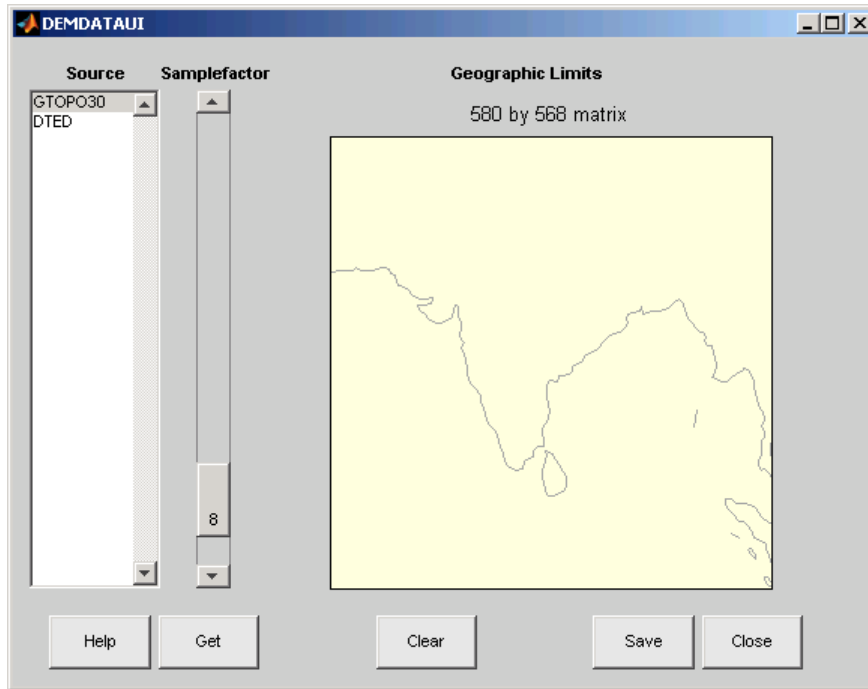 DEMDATAUI
Source
Samplefactor
Geographic Limits
580 by 568 matrix
GTOPO30
DTED
8
Help
Get
Clear
Save
Close